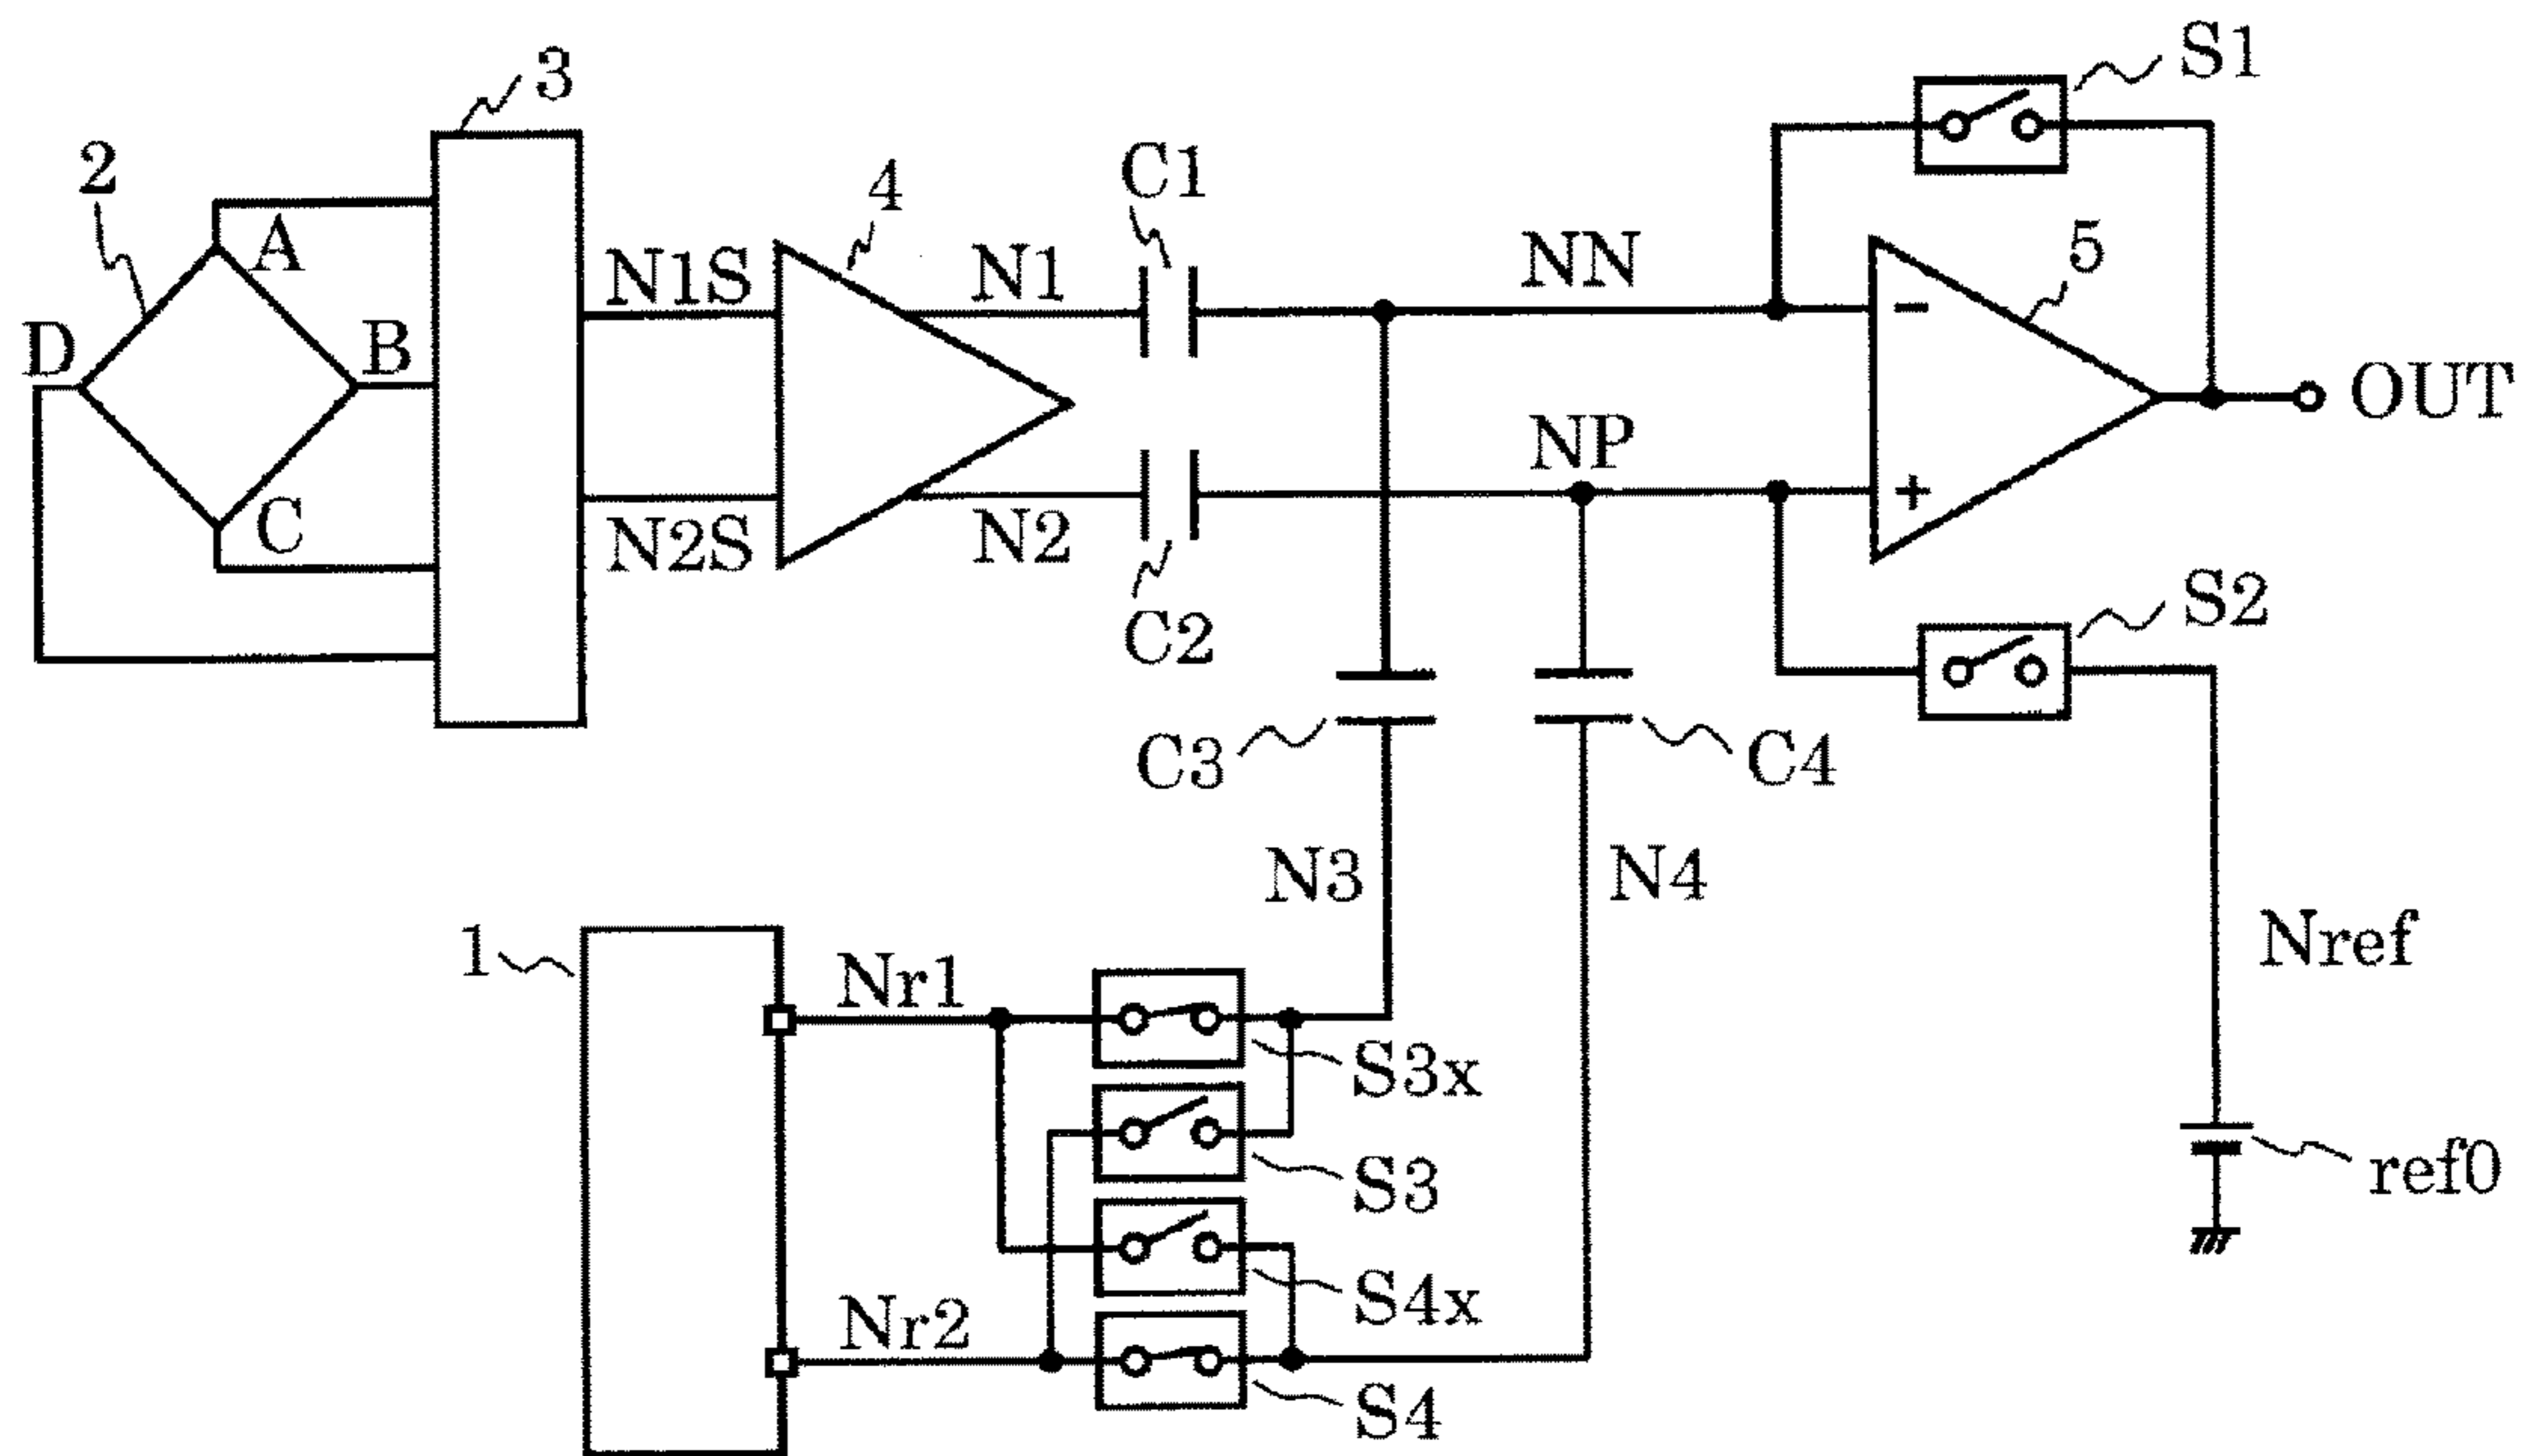 S1
3
2
4
C1
A
N1S
N1
NN
5
D
B
OUT
NP
C
N2S
N2
C2
S2
C3
C4
N3
N4
1
Nr1
Nref
S3x
S3
ref0
S4x
Nr2
S4
-
+